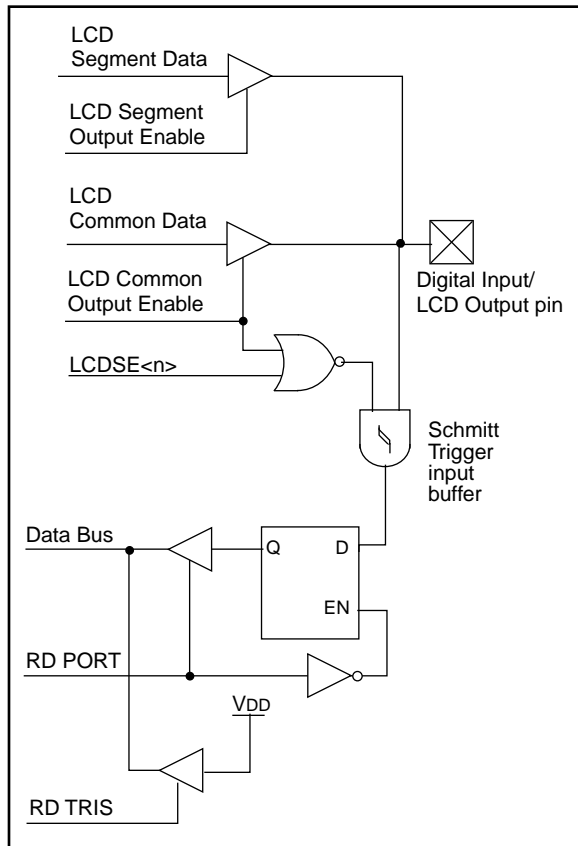 LCD
Segment Data
LCD Segment
Output Enable
LCD
Common Data
LCD Common
Output Enable
Digital Input/
LCD Output pin
LCDSE<n>
Schmitt
Trigger
input
buffer
Data Bus
Q
D
EN
RD PORT
VDD
RD TRIS